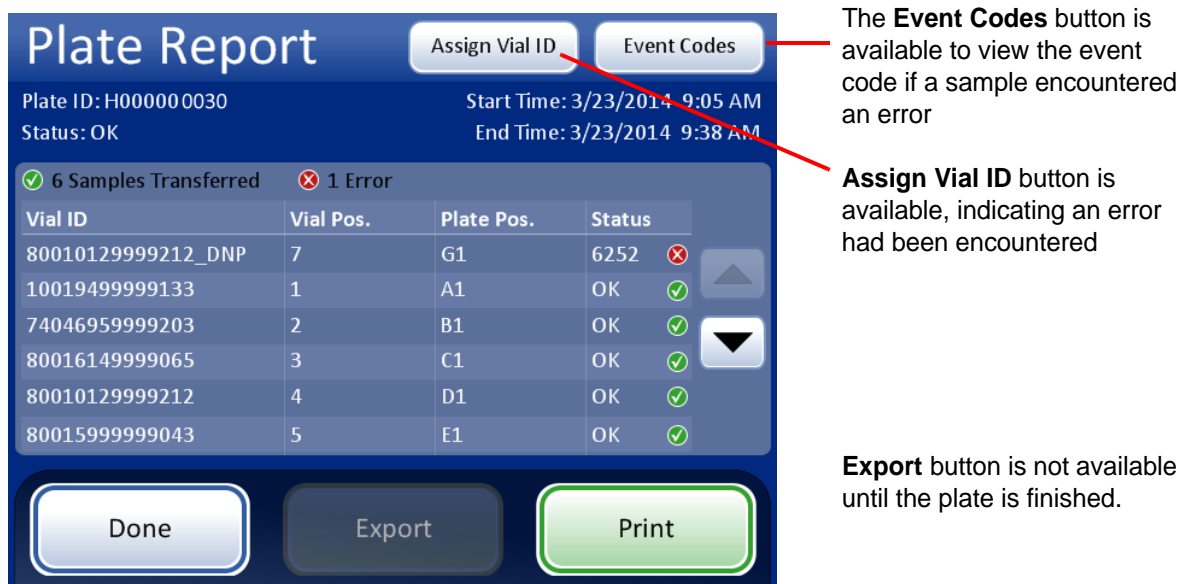 Plate Report
Assign Vial ID
Event Codes
Plate ID: H000000030
Start Time: 3/23/2014 9:05 AM
Status: OK
End Time: 3/23/2014 9:38 AM
6 Samples Transferred
1 Error
Vial ID Vial Pos. Plate Pos. Status
80010129999212_DNP 7 G1 6252
10019499999133 1 A1 OK
74046959999203 2 B1 OK
80016149999065 3 C1 OK
80010129999212 4 D1 OK
80015999999043 5 E1 OK
Done
Export
Print
The Event Codes button is
available to view the event
code if a sample encountered
an error
Assign Vial ID button is
available, indicating an error
had been encountered
Export button is not available
until the plate is finished.